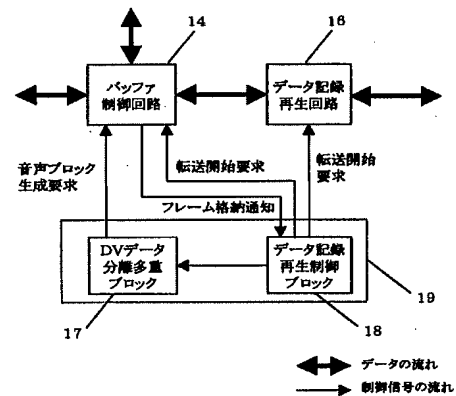 14
16
バッファ
制御回路
データ記録
再生回路
音声ブロック
生成要求
転送開始要求
転送開始
要求
フレーム格納通知
DVデータ
分離多重
ブロック
データ記録
再生制御
ブロック
19
17
18
データの流れ
制御信号の流れ